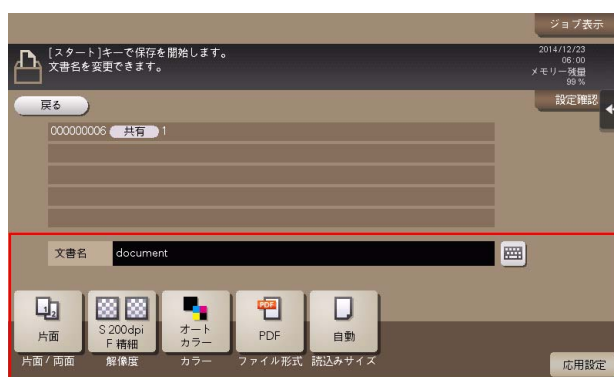 ジョブ表示
[スタート]キーで保存を開始します。
文書名を変更できます。
2014/12/23
06:00
メモリー残量
99 %
戻る
設定確認
000000006 共有 1
文書名 document
片面
S 200dpi
F 精細
オート
カラー
PDF
PDF
自動
片面/両面 解像度 カラー ファイル形式 読込みサイズ
応用設定